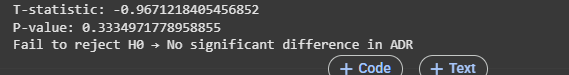 T-statistic: -0.9671218405456852
P-value: 0.3334971778958855
Fail to reject H0 → No significant difference in ADR
+ Code + Text